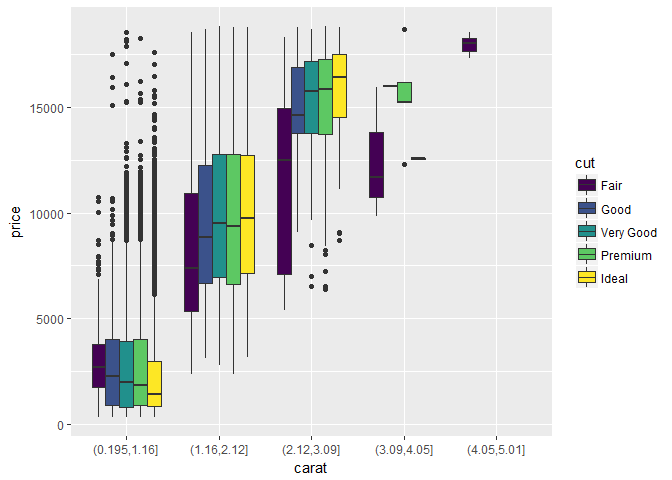 price
15000
10000
5000
0
(0.195,1.16]
(1.16,2.12]
(2.12,3.09]
(3.09,4.05]
(4.05,5.01]
carat
cut
Fair
Good
Very Good
Premium
Ideal